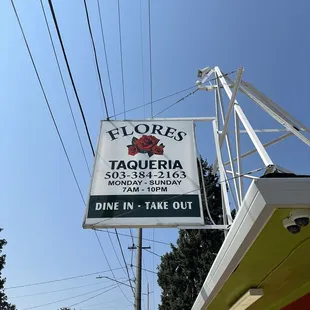 FLORES
TAQUERIA
503-384-2163
MONDAY - SUNDAY
7AM - 10PM
DINE IN - TAKE OUT